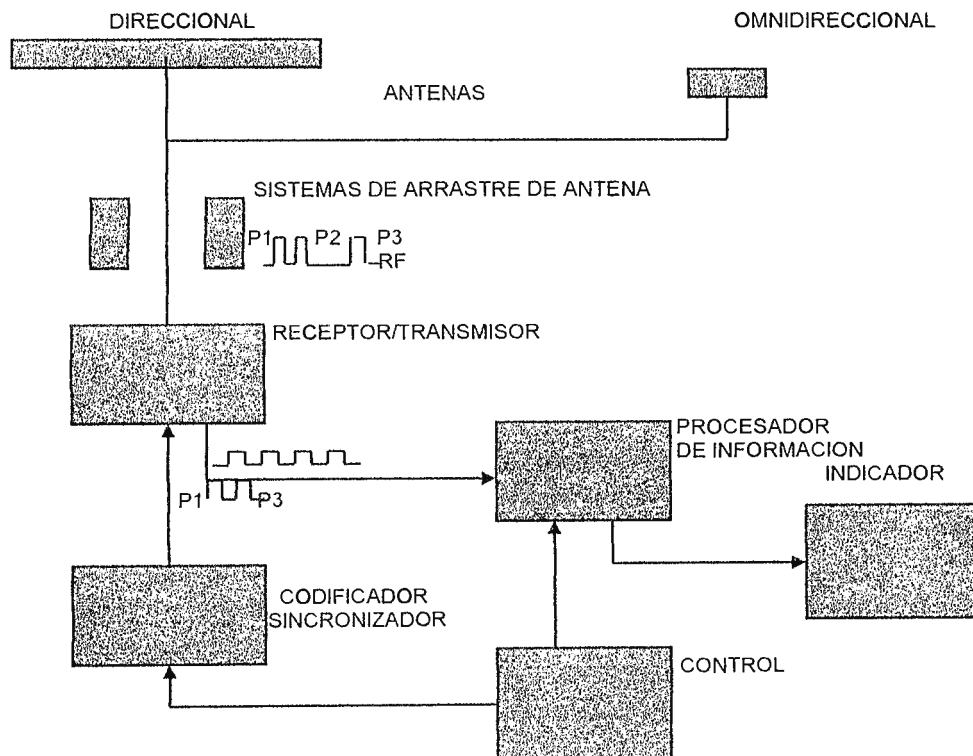 DIRECCIONAL
OMNIDIRECCIONAL
ANTENAS
SISTEMAS DE ARRASTRE DE ANTENA
P1 P2 P3
RF
RECEPTOR/TRANSMISOR
PROCESADOR
DE INFORMACION
INDICADOR
P1 P3
CODIFICADOR
SINCRONIZADOR
CONTROL